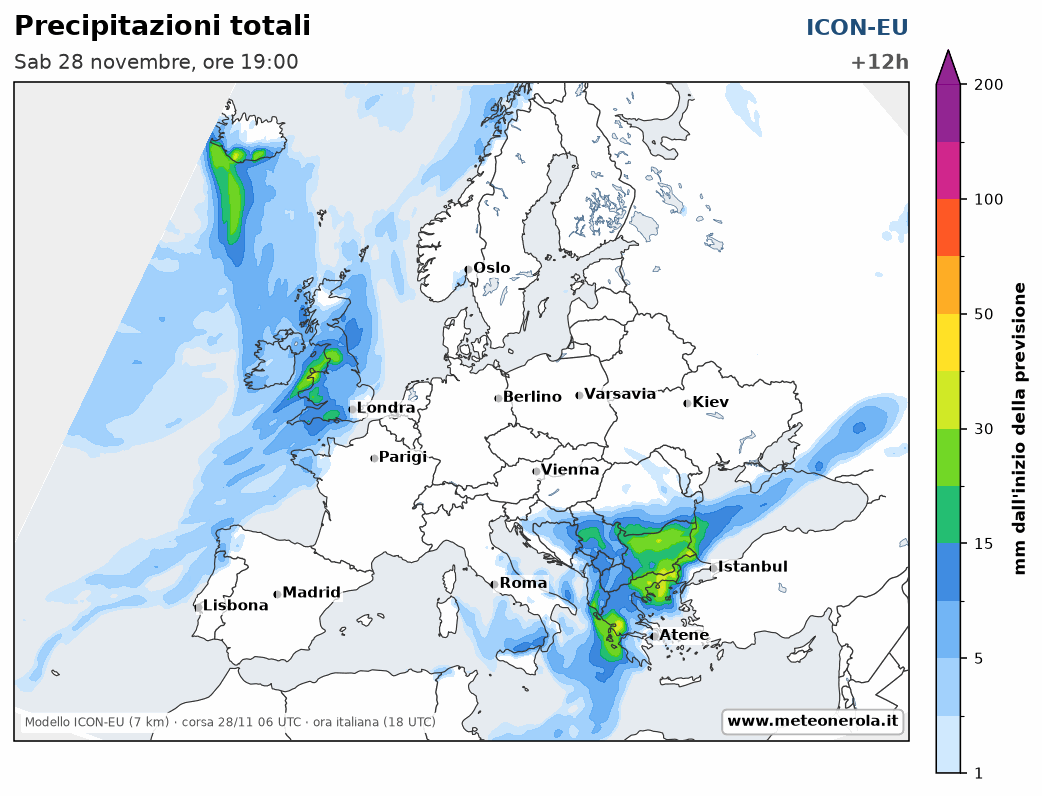 Precipitazioni totali
ICON-EU
Sab 28 novembre, ore 19:00
+12h
200
100
50
30
15
5
1
mm dall'inizio della previsione
Oslo
Berlino
Varsavia
Kiev
Londra
Parigi
Vienna
Istanbul
Roma
Madrid
Lisbona
Atene
Modello ICON-EU (7 km) · corsa 28/11 06 UTC · ora italiana (18 UTC)
www.meteonerola.it